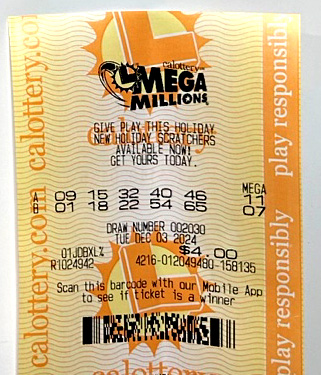 calottery
MEGA
MILLIONS
GIVE PLAY THIS HOLIDAY
NEW HOLIDAY SCRATCHERS
AVAILABLE NOW!
GET YOURS TODAY.
MEGA
A 09 15 32 40 46 11
B 01 18 22 54 65 07
DRAW NUMBER 002030
TUE DEC 03 2024
01JDBXL% $4.00
R1024942 4216-012049480-158135
Scan this barcode with our Mobile App
to see if ticket is a winner
calottery.com calottery.com
play responsibly play responsibly
calottery